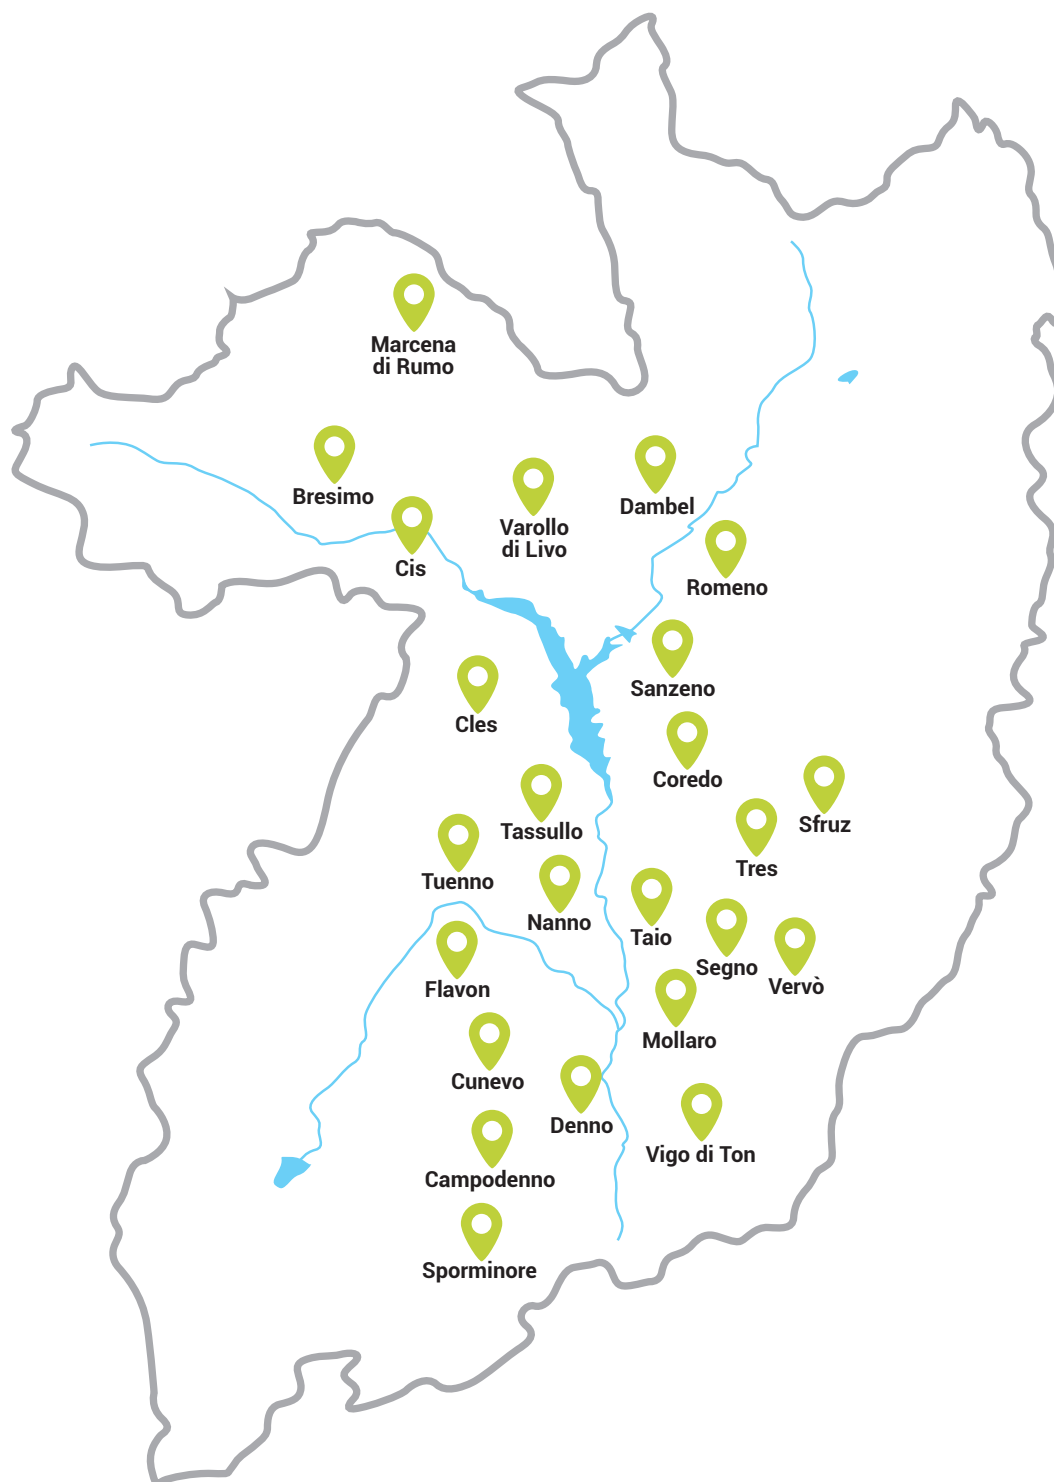 Marcena
di Rumo
Bresimo
Varollo
di Livo
Dambel
Cis
Romeno
Sanzeno
Cles
Coredo
Sfruz
Tassullo
Tres
Tuenno
Nanno
Taio
Segno
Vervò
Flavon
Mollaro
Cunevo
Denno
Vigo di Ton
Campodenno
Sporminore